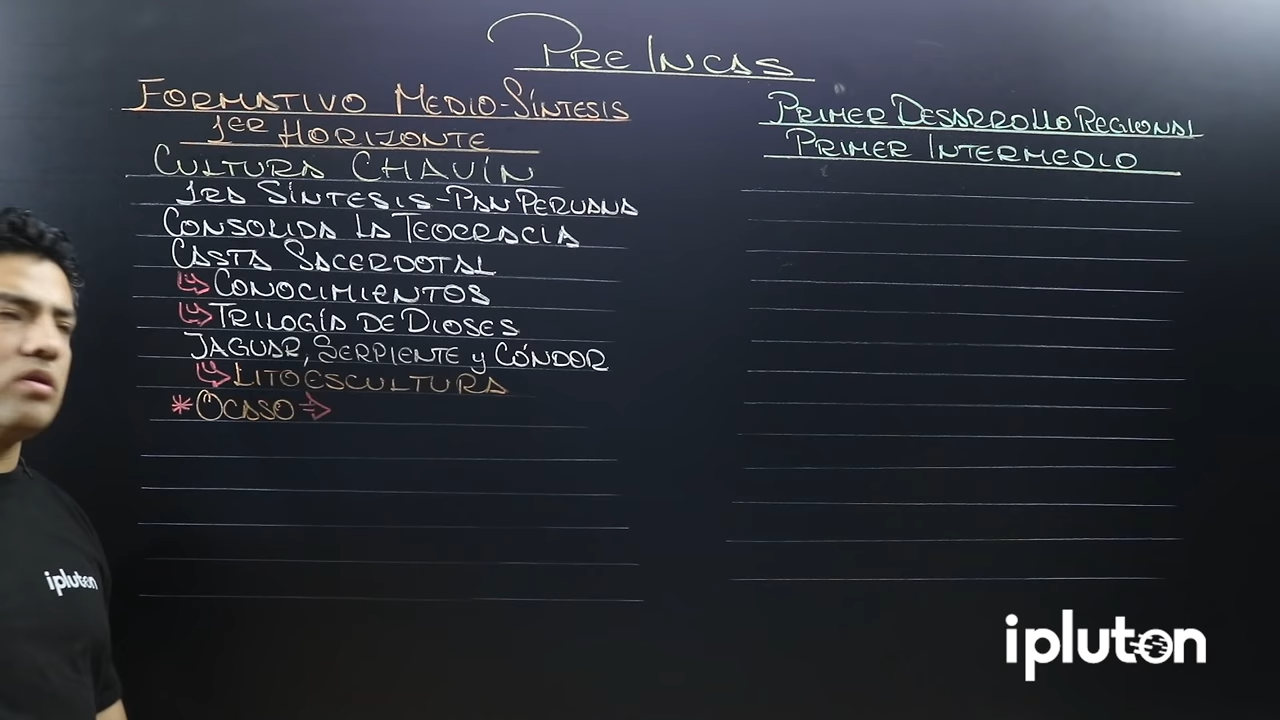 PRE INCAS
FORMATIVO MEDIO-SÍNTESIS
1ER HORIZONTE
CULTURA CHAVÍN
1RA SÍNTESIS-PAN PERUANA
CONSOLIDA LA TEOCRACIA
CASTA SACERDOTAL
↳CONOCIMIENTOS
↳TRILOGÍA DE DIOSES
JAGUAR, SERPIENTE y CÓNDOR
↳LITOESCULTURA
*OCASO→
PRIMER DESARROLLO REGIONAL
PRIMER INTERMEDIO
ipluton
ipluton